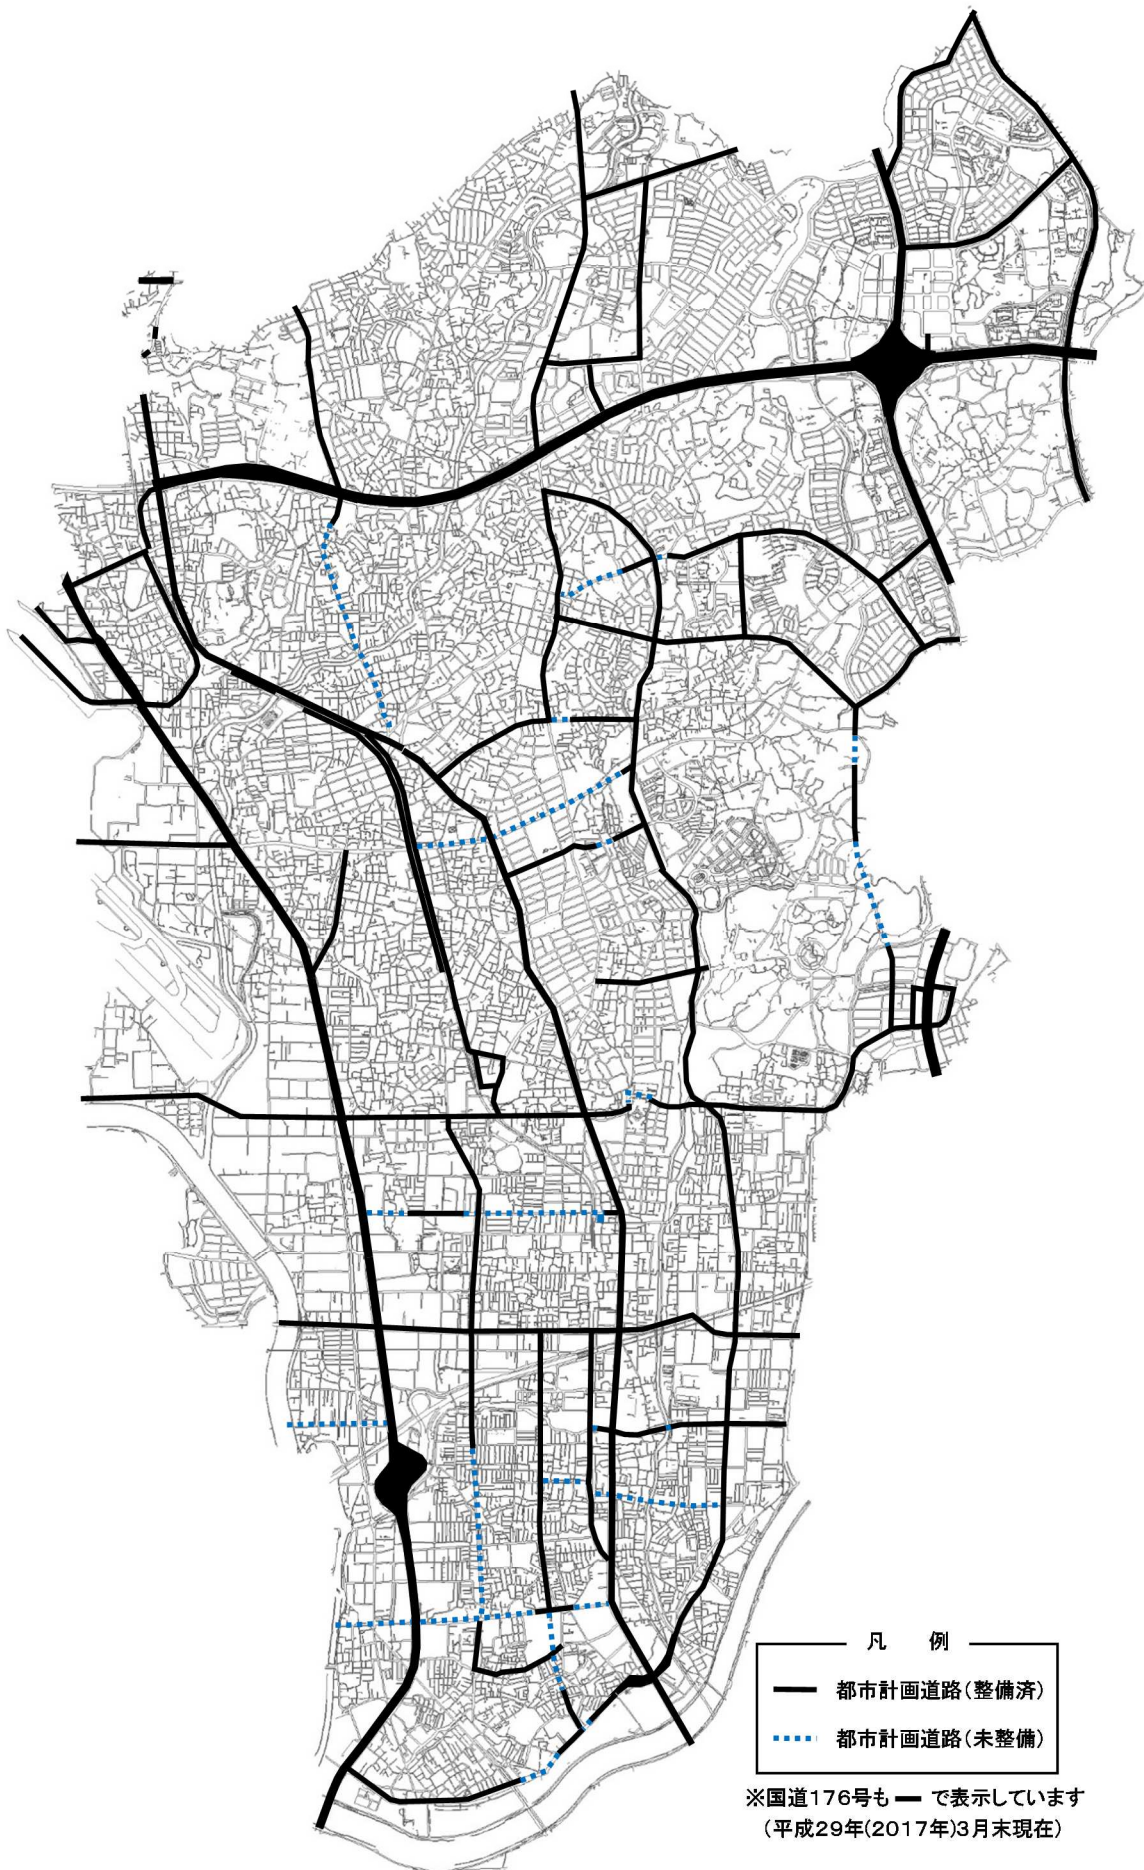 凡 例
都市計画道路(整備済)
都市計画道路(未整備)
※国道176号も ━ で表示しています
(平成29年(2017年)3月末現在)